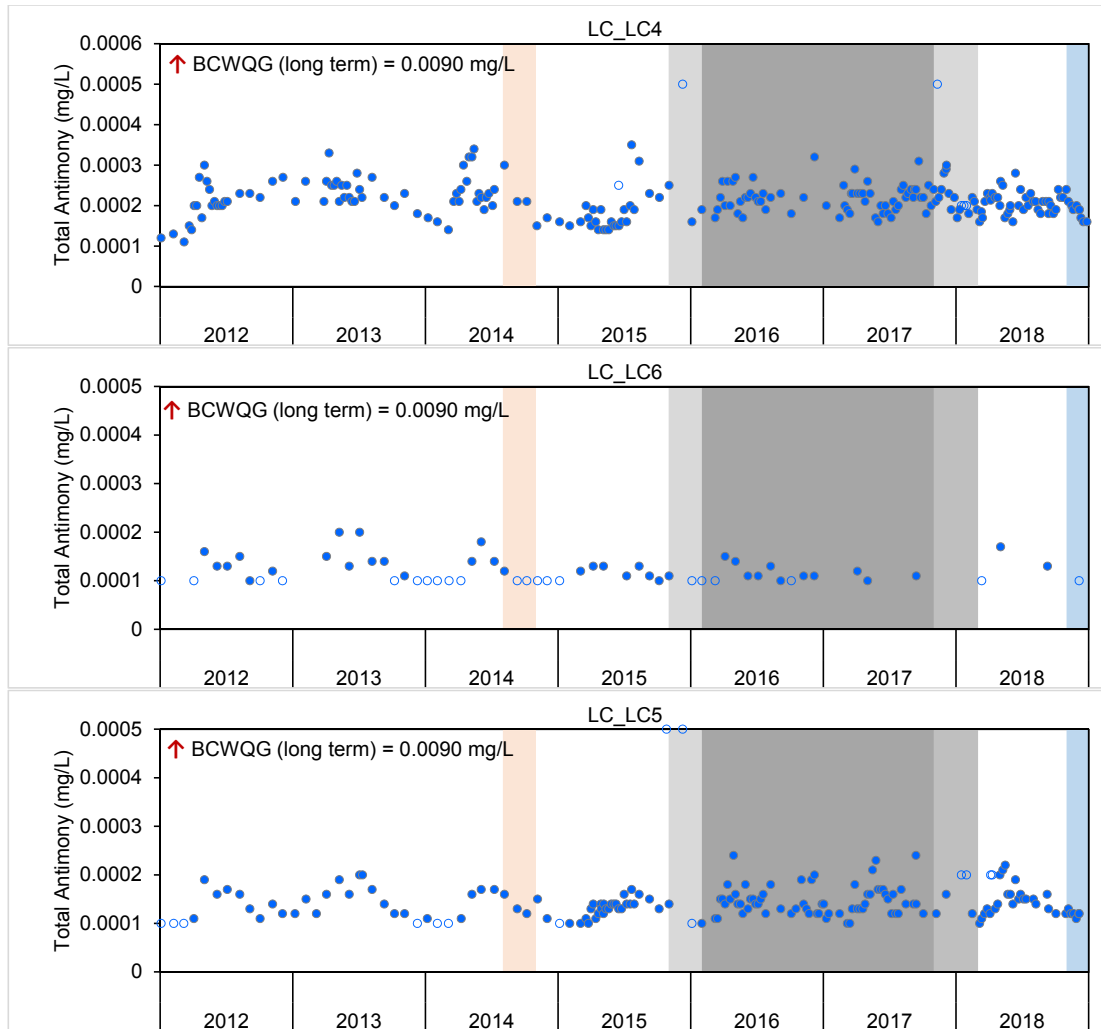 LC_LC4
0.0006
↑ BCWQG (long term) = 0.0090 mg/L
0.0005
0.0004
0.0003
0.0002
0.0001
0
Total Antimony (mg/L)
2012 2013 2014 2015 2016 2017 2018
LC_LC6
0.0005
↑ BCWQG (long term) = 0.0090 mg/L
0.0004
0.0003
0.0002
0.0001
0
Total Antimony (mg/L)
2012 2013 2014 2015 2016 2017 2018
LC_LC5
0.0005
↑ BCWQG (long term) = 0.0090 mg/L
0.0004
0.0003
0.0002
0.0001
0
Total Antimony (mg/L)
2012 2013 2014 2015 2016 2017 2018